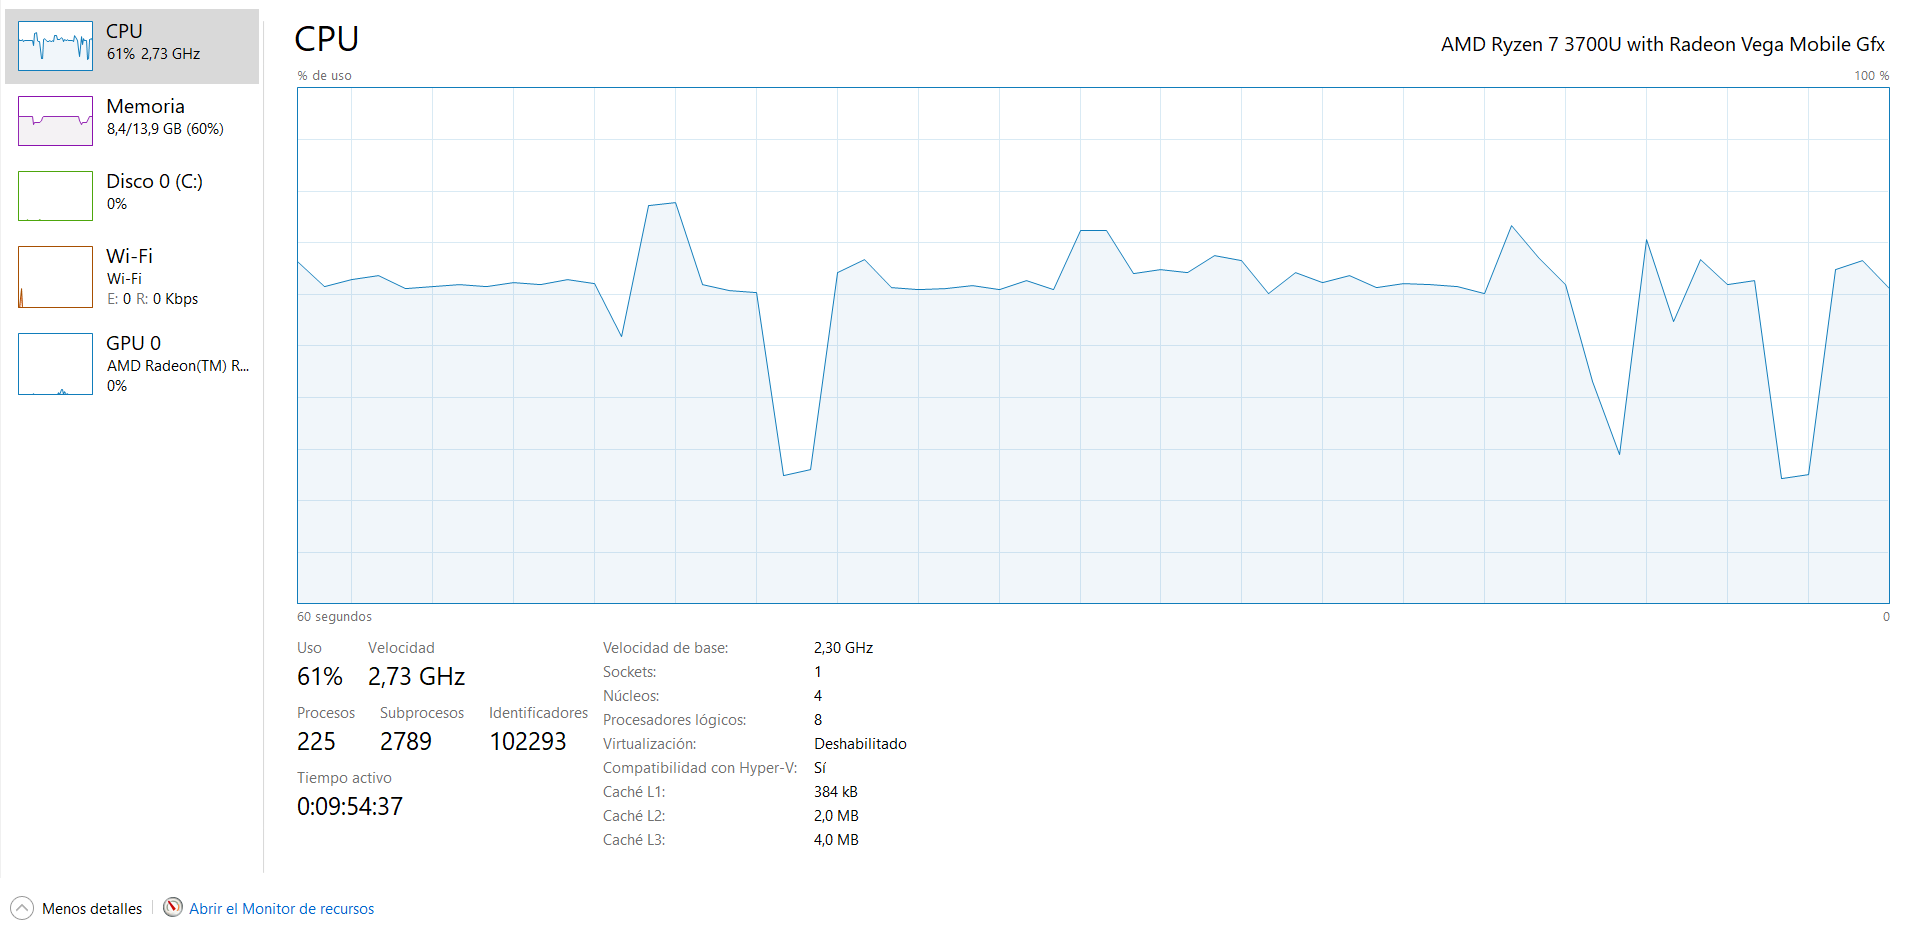 CPU
61% 2,73 GHz
Memoria
8,4/13,9 GB (60%)
Disco 0 (C:)
0%
Wi-Fi
Wi-Fi
E: 0 R: 0 Kbps
GPU 0
AMD Radeon(TM) R...
0%
CPU
AMD Ryzen 7 3700U with Radeon Vega Mobile Gfx
% de uso
100 %
60 segundos
0
Uso
Velocidad
61%
2,73 GHz
Procesos
Subprocesos
Identificadores
225
2789
102293
Tiempo activo
0:09:54:37
Velocidad de base:
2,30 GHz
Sockets:
1
Núcleos:
4
Procesadores lógicos:
8
Virtualización:
Deshabilitado
Compatibilidad con Hyper-V:
Sí
Caché L1:
384 kB
Caché L2:
2,0 MB
Caché L3:
4,0 MB
Menos detalles
Abrir el Monitor de recursos